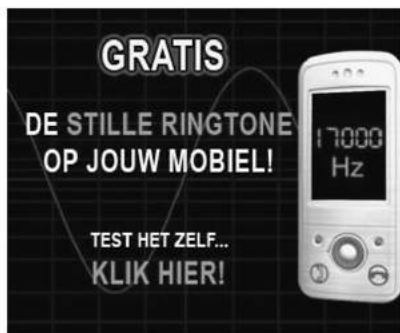 GRATIS
DE STILLE RINGTONE
OP JOUW MOBIEL!
17000
Hz
TEST HET ZELF...
KLIK HIER!